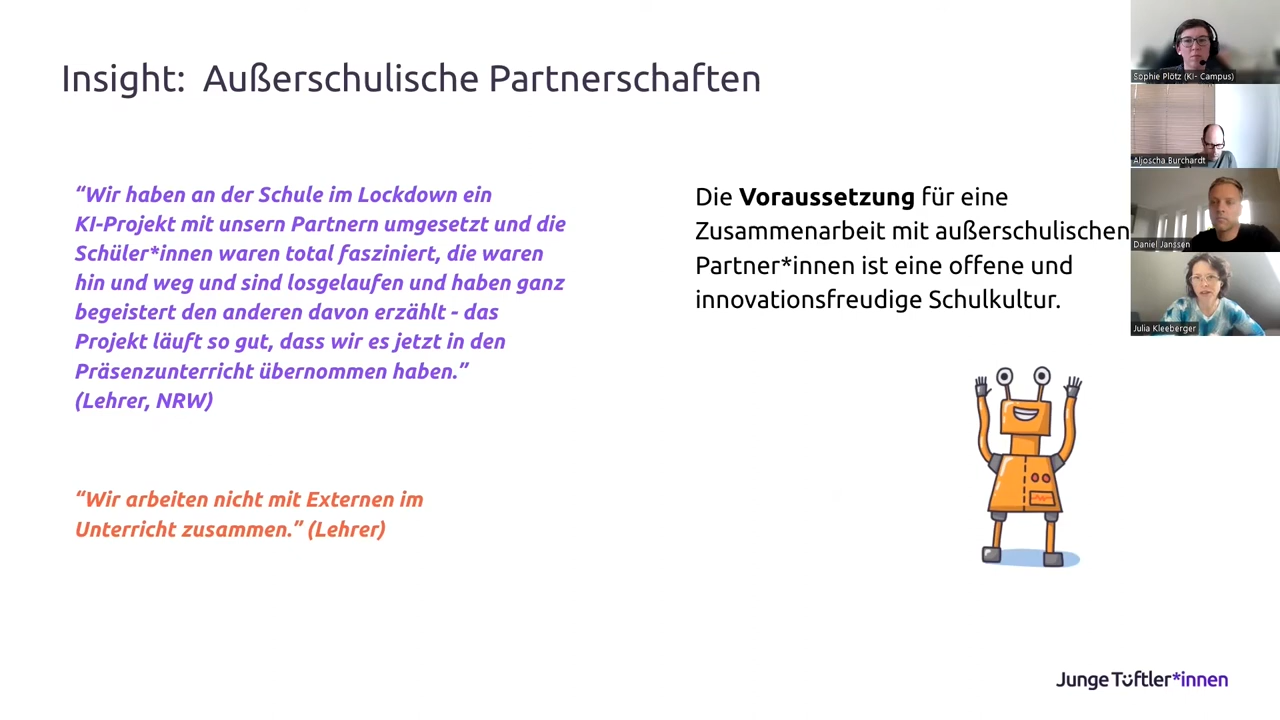 Insight: Außerschulische Partnerschaften
“Wir haben an der Schule im Lockdown ein
KI-Projekt mit unsern Partnern umgesetzt und die
Schüler*innen waren total fasziniert, die waren
hin und weg und sind losgelaufen und haben ganz
begeistert den anderen davon erzählt - das
Projekt läuft so gut, dass wir es jetzt in den
Präsenzunterricht übernommen haben.”
(Lehrer, NRW)
“Wir arbeiten nicht mit Externen im
Unterricht zusammen.” (Lehrer)
Die Voraussetzung für eine
Zusammenarbeit mit außerschulischen
Partner*innen ist eine offene und
innovationsfreudige Schulkultur.
Sophie Plötz (KI- Campus)
Aljoscha Burchardt
Daniel Janssen
Julia Kleeberger
Junge Tüftler*innen